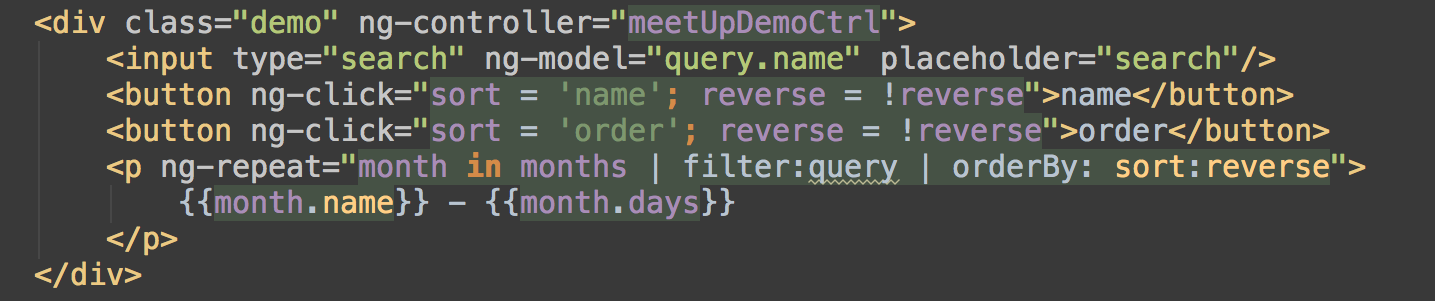 <div class="demo" ng-controller="meetUpDemoCtrl">
<input type="search" ng-model="query.name" placeholder="search"/>
<button ng-click="sort = 'name'; reverse = !reverse">name</button>
<button ng-click="sort = 'order'; reverse = !reverse">order</button>
<p ng-repeat="month in months | filter:query | orderBy: sort:reverse">
{{month.name}} - {{month.days}}
</p>
</div>